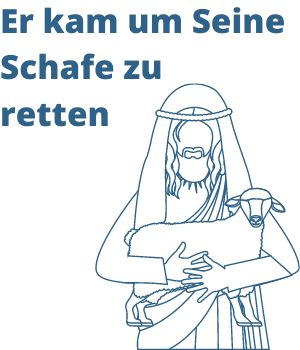 Er kam um Seine
Schafe zu
retten